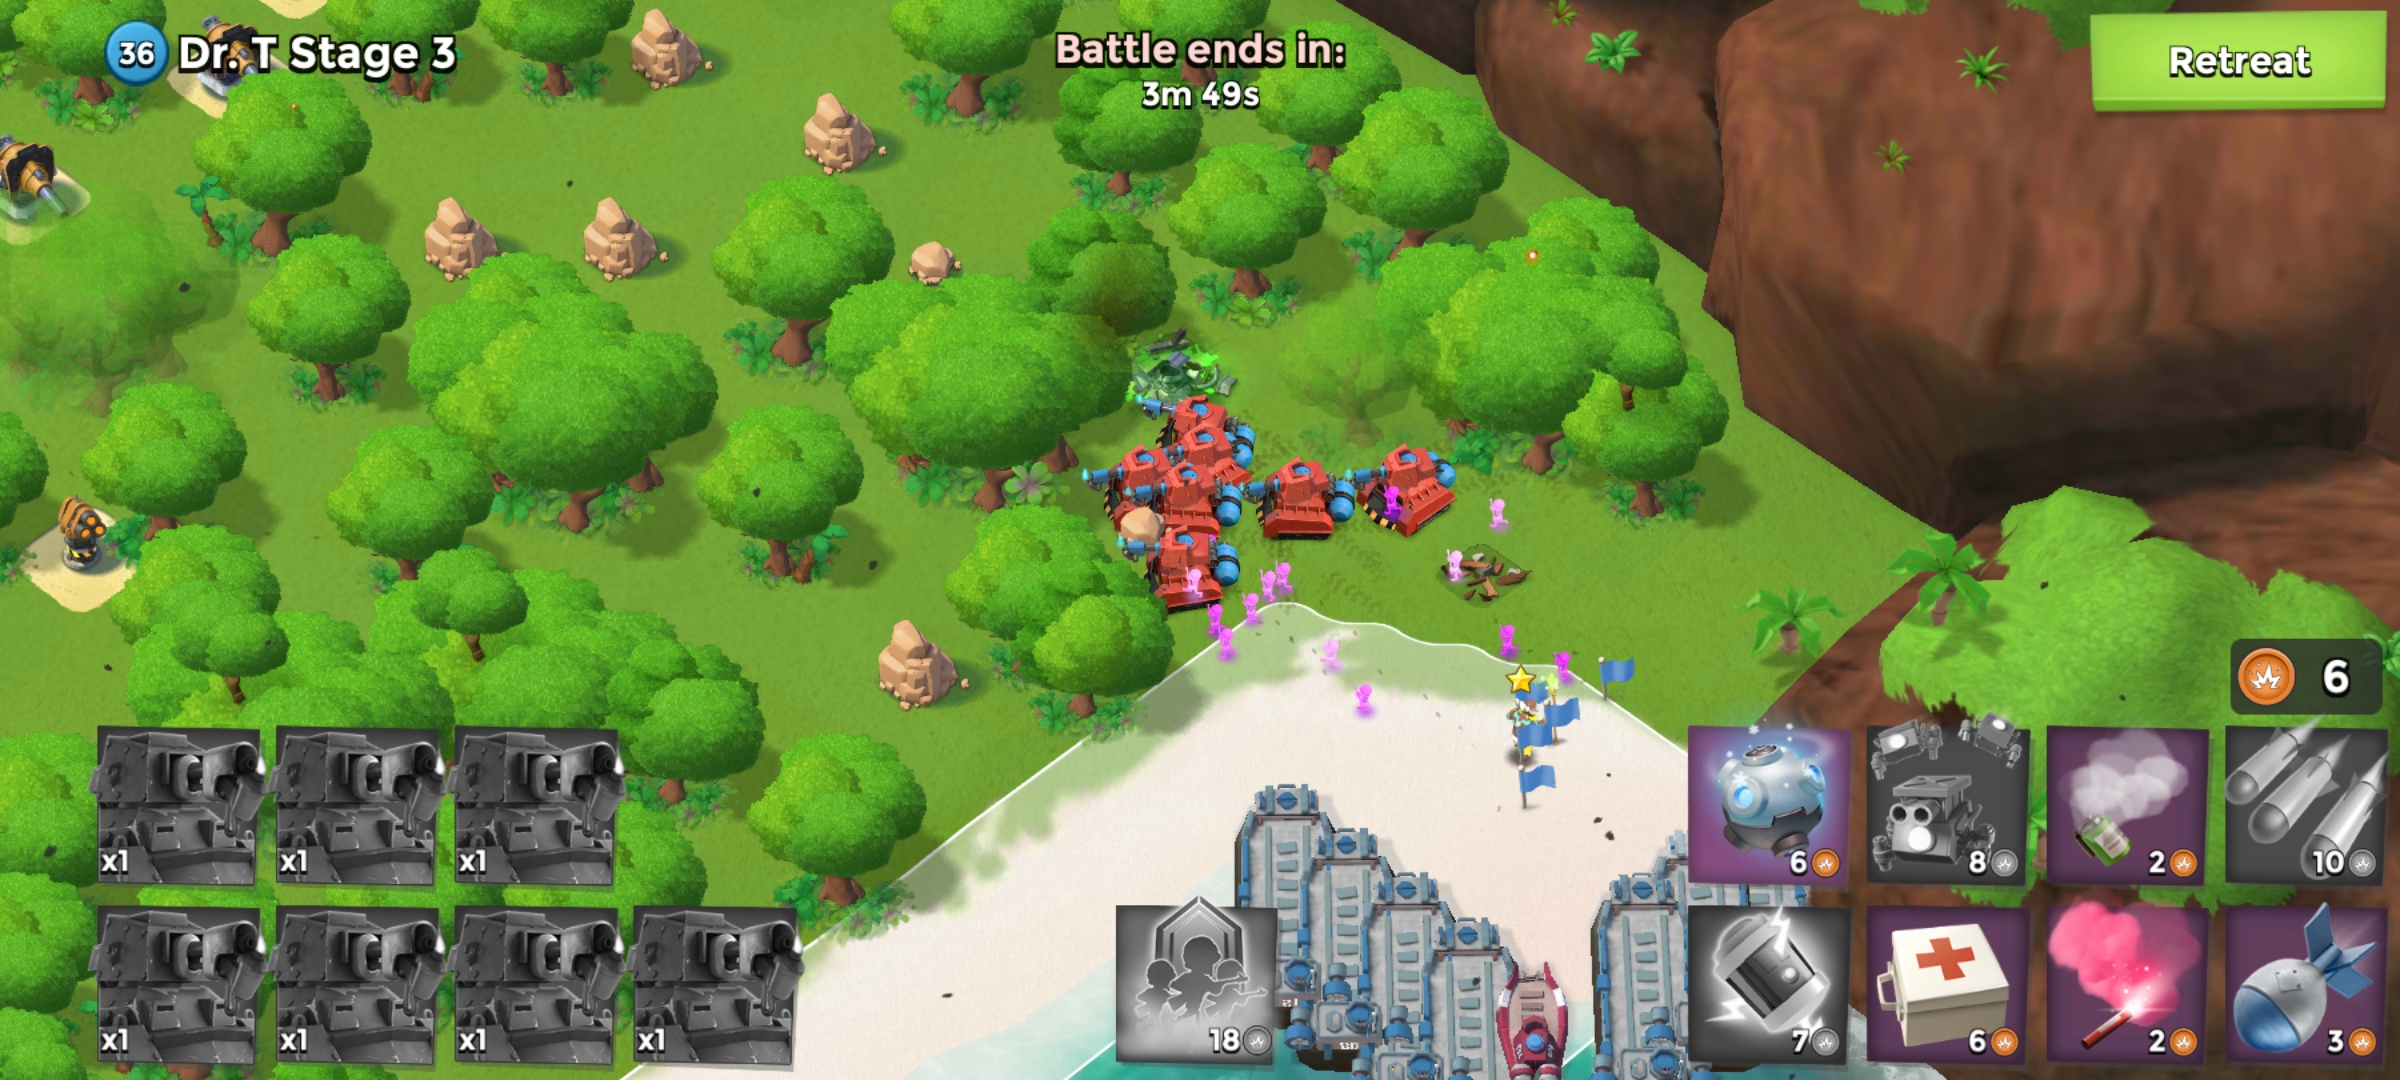 36 Dr. T Stage 3
Battle ends in:
3m 49s
Retreat
6
x1 x1 x1
6 8 2 10
x1 x1 x1 x1
18
7 6 2 3